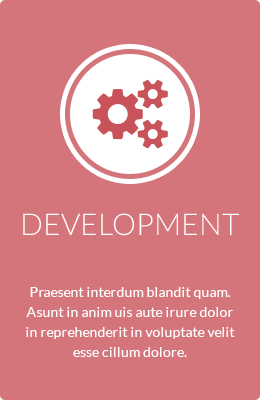 DEVELOPMENT
Praesent interdum blandit quam.
Asunt in anim uis aute irure dolor
in reprehenderit in voluptate velit
esse cillum dolore.